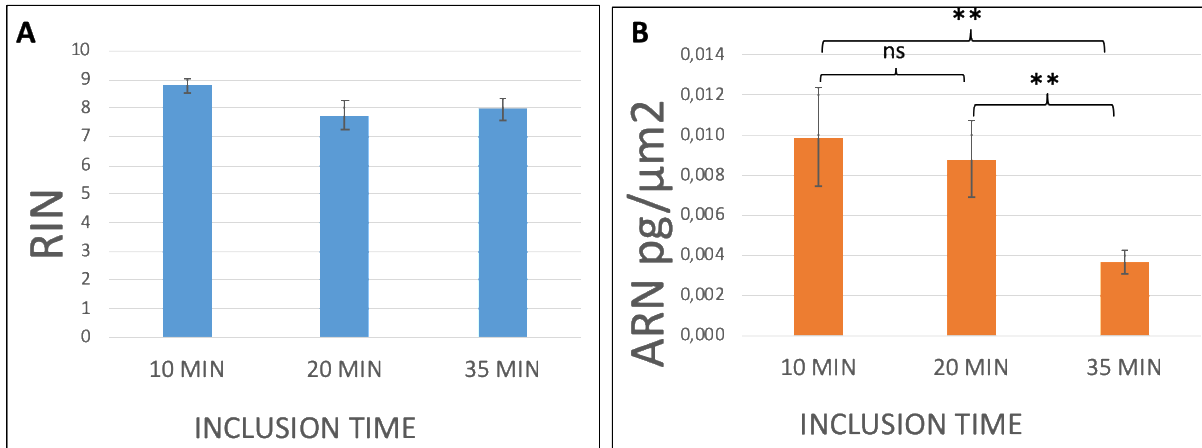 A
10
9
8
7
6
5
4
3
2
1
0
RIN
10 MIN 20 MIN 35 MIN
INCLUSION TIME
B
**
ns
**
0,014
0,012
0,010
0,008
0,006
0,004
0,002
0,000
ARN pg/µm2
10 MIN 20 MIN 35 MIN
INCLUSION TIME